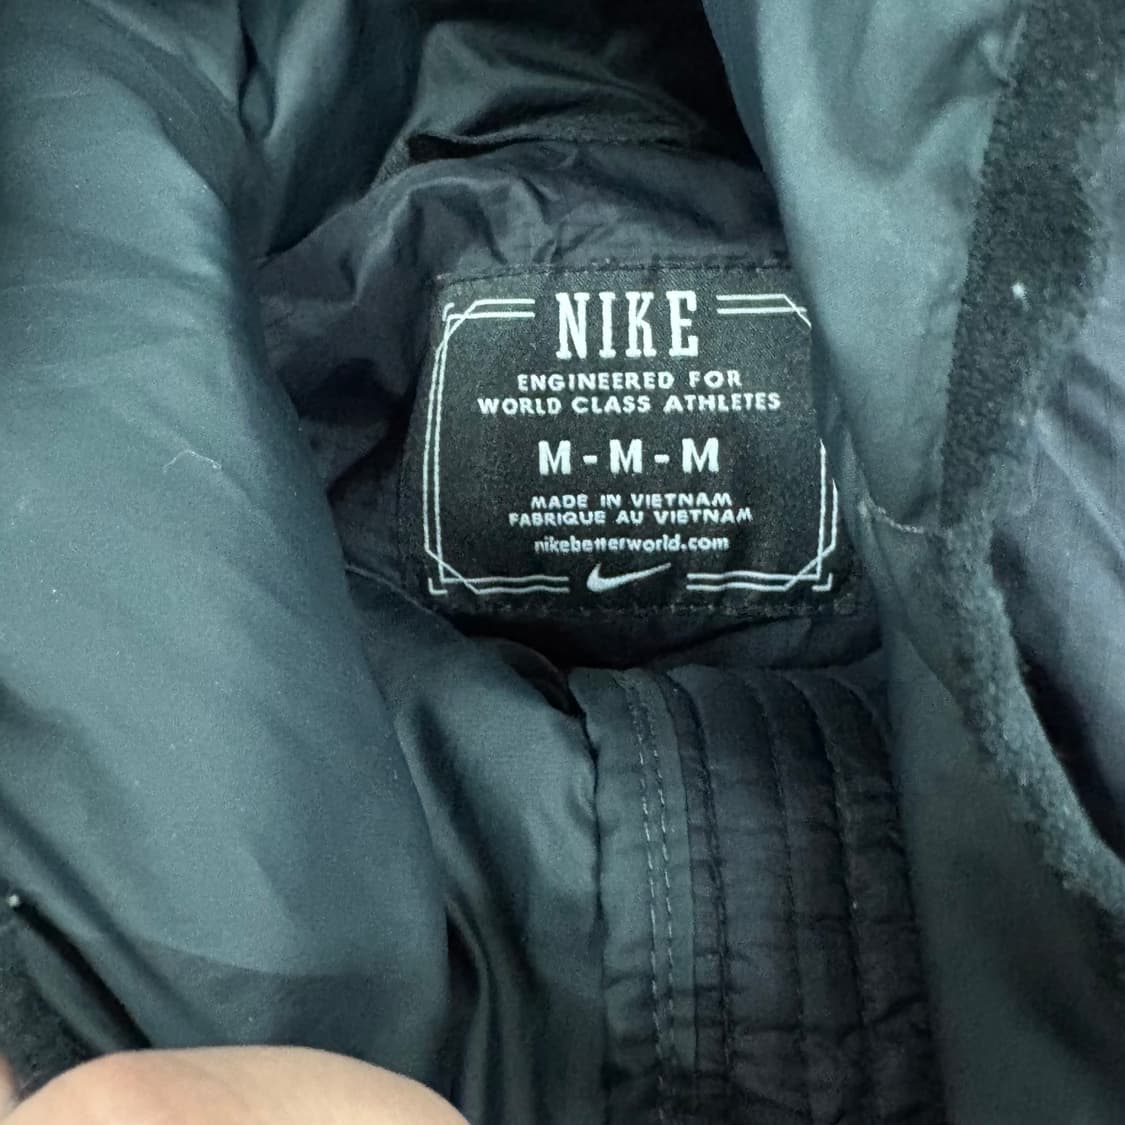 NIKE
ENGINEERED FOR
WORLD CLASS ATHLETES
M - M - M
MADE IN VIETNAM
FABRIQUE AU VIETNAM
nikebetterworld.com